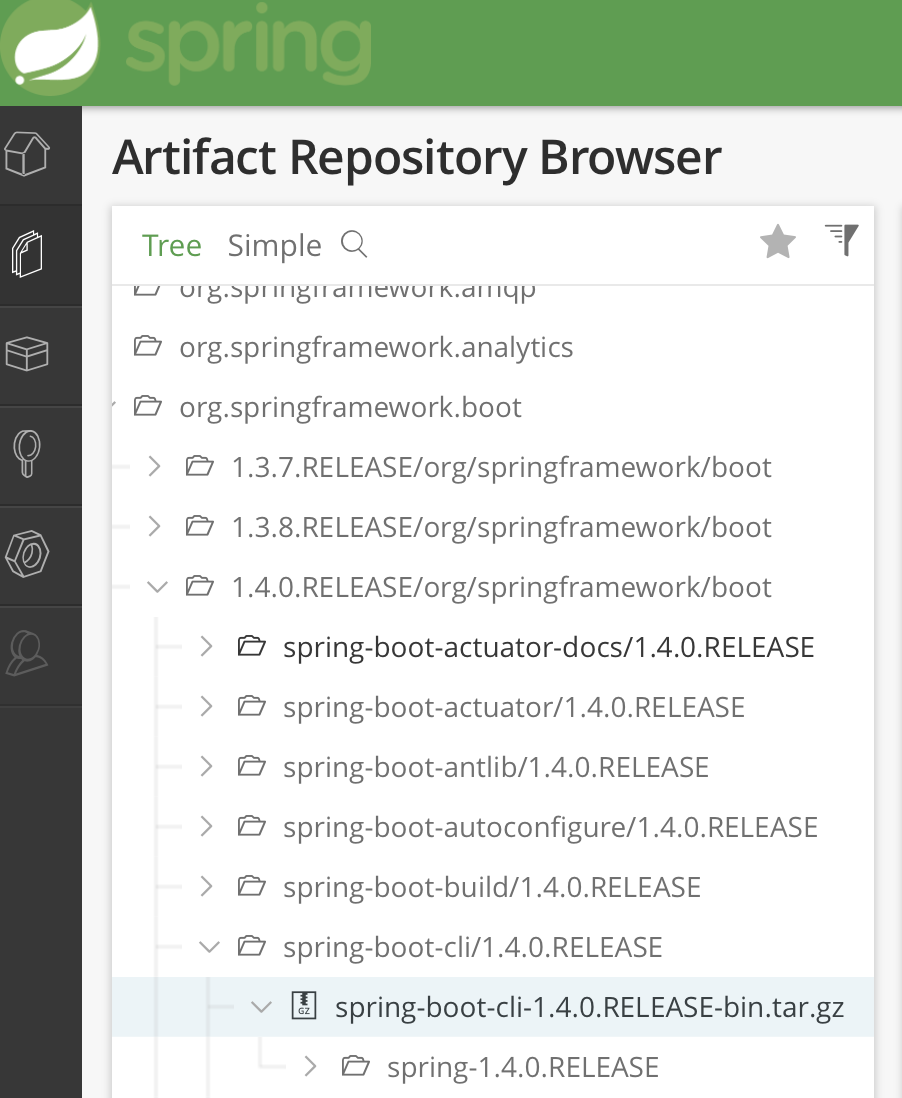 spring
Artifact Repository Browser
Tree Simple
org.springframework.amqp
org.springframework.analytics
org.springframework.boot
1.3.7.RELEASE/org/springframework/boot
1.3.8.RELEASE/org/springframework/boot
1.4.0.RELEASE/org/springframework/boot
spring-boot-actuator-docs/1.4.0.RELEASE
spring-boot-actuator/1.4.0.RELEASE
spring-boot-antlib/1.4.0.RELEASE
spring-boot-autoconfigure/1.4.0.RELEASE
spring-boot-build/1.4.0.RELEASE
spring-boot-cli/1.4.0.RELEASE
GZ spring-boot-cli-1.4.0.RELEASE-bin.tar.gz
spring-1.4.0.RELEASE